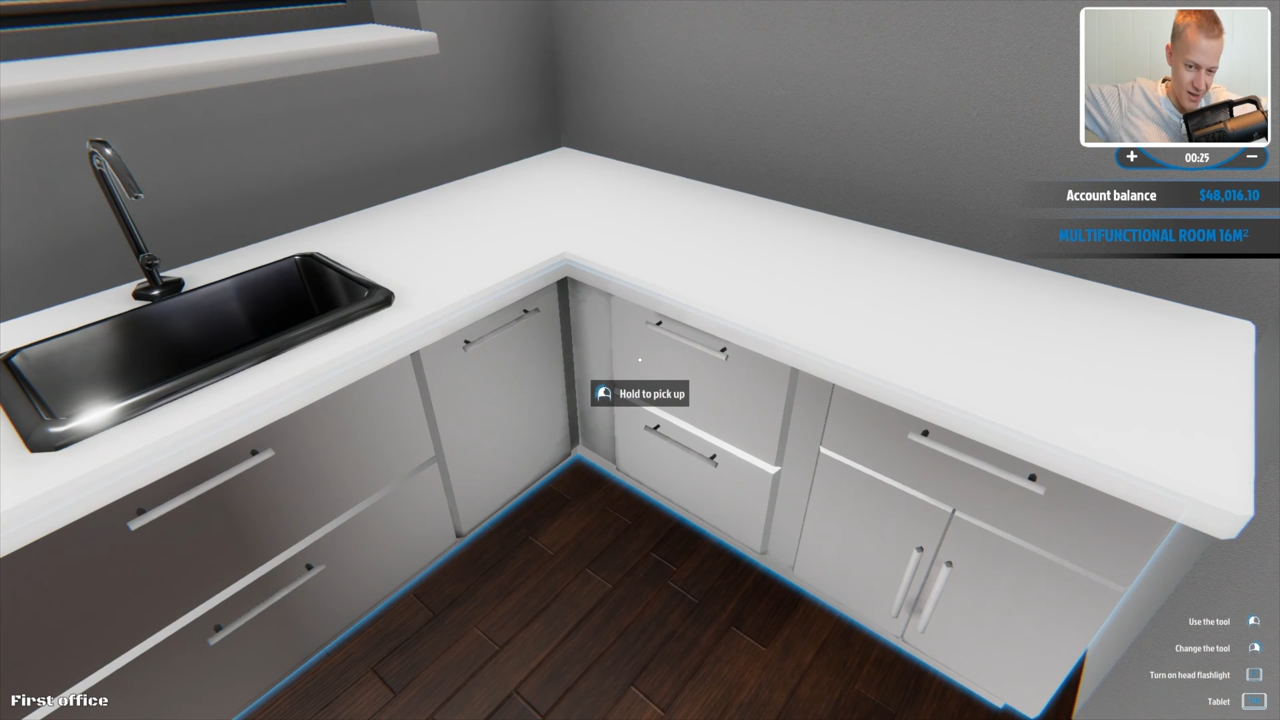 00:25
Account balance $48,016.10
MULTIFUNCTIONAL ROOM 16M²
Hold to pick up
Use the tool
Change the tool
Turn on head flashlight
Tablet
First office